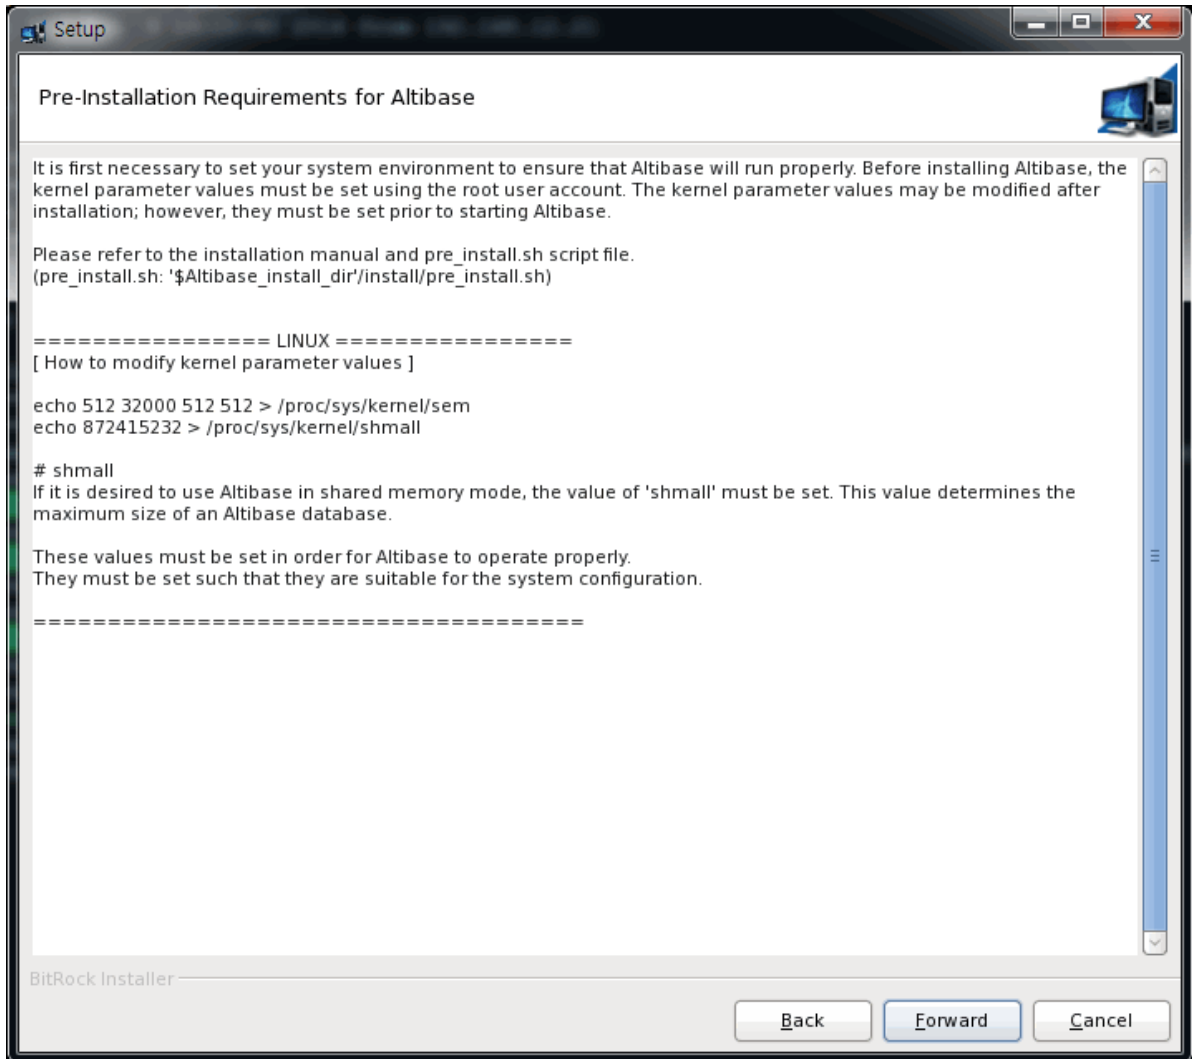 Setup
Pre-Installation Requirements for Altibase
It is first necessary to set your system environment to ensure that Altibase will run properly. Before installing Altibase, the
kernel parameter values must be set using the root user account. The kernel parameter values may be modified after
installation; however, they must be set prior to starting Altibase.
Please refer to the installation manual and pre_install.sh script file.
(pre_install.sh: '$Altibase_install_dir'/install/pre_install.sh)
================ LINUX ================
[ How to modify kernel parameter values ]
echo 512 32000 512 512 > /proc/sys/kernel/sem
echo 872415232 > /proc/sys/kernel/shmall
# shmall
If it is desired to use Altibase in shared memory mode, the value of 'shmall' must be set. This value determines the
maximum size of an Altibase database.
These values must be set in order for Altibase to operate properly.
They must be set such that they are suitable for the system configuration.
=====================================
BitRock Installer
Back Forward Cancel